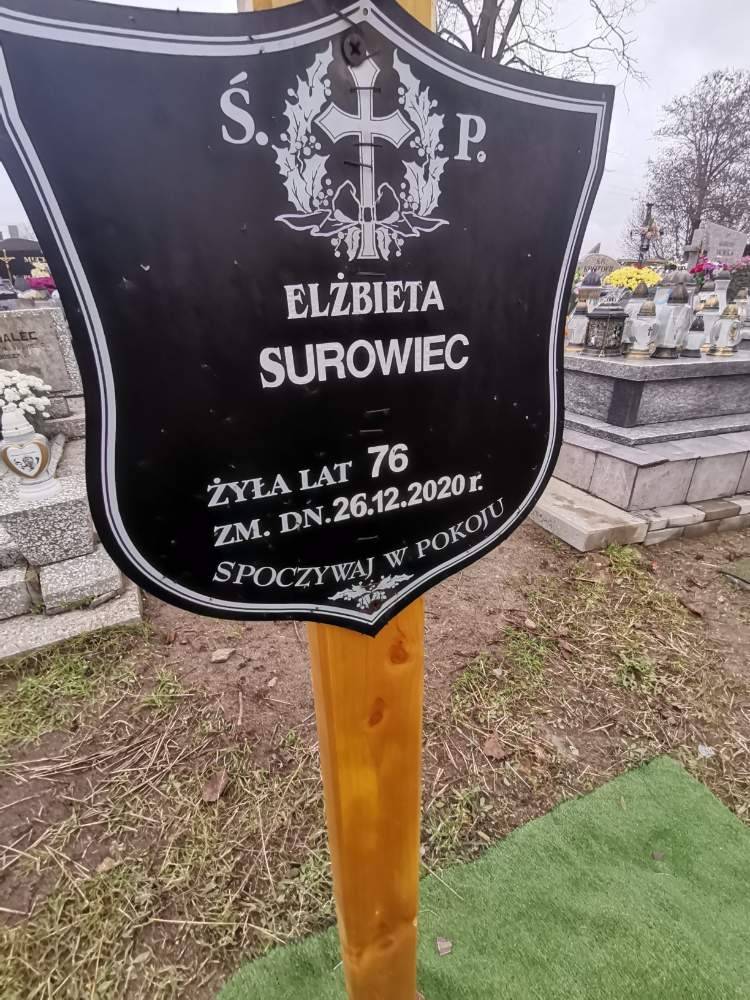 Ś. P.
ELŻBIETA
SUROWIEC
ŻYŁA LAT 76
ZM. DN. 26.12.2020 r.
SPOCZYWAJ W POKOJU